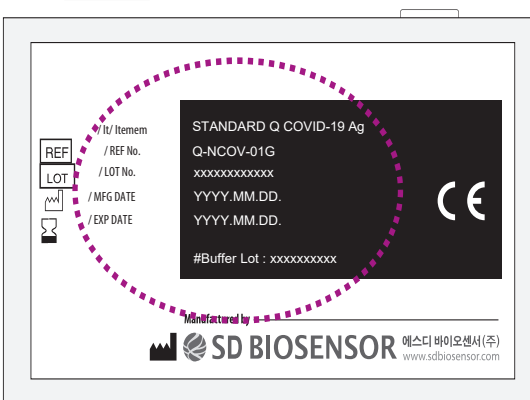 / It/ Itemem STANDARD Q COVID-19 Ag
REF / REF No. Q-NCOV-01G
LOT / LOT No. xxxxxxxxxxxx
/ MFG DATE YYYY.MM.DD.
/ EXP DATE YYYY.MM.DD.
#Buffer Lot : xxxxxxxxxx
CE
Manufactured by
SD BIOSENSOR 에스디 바이오센서(주)
www.sdbiosensor.com